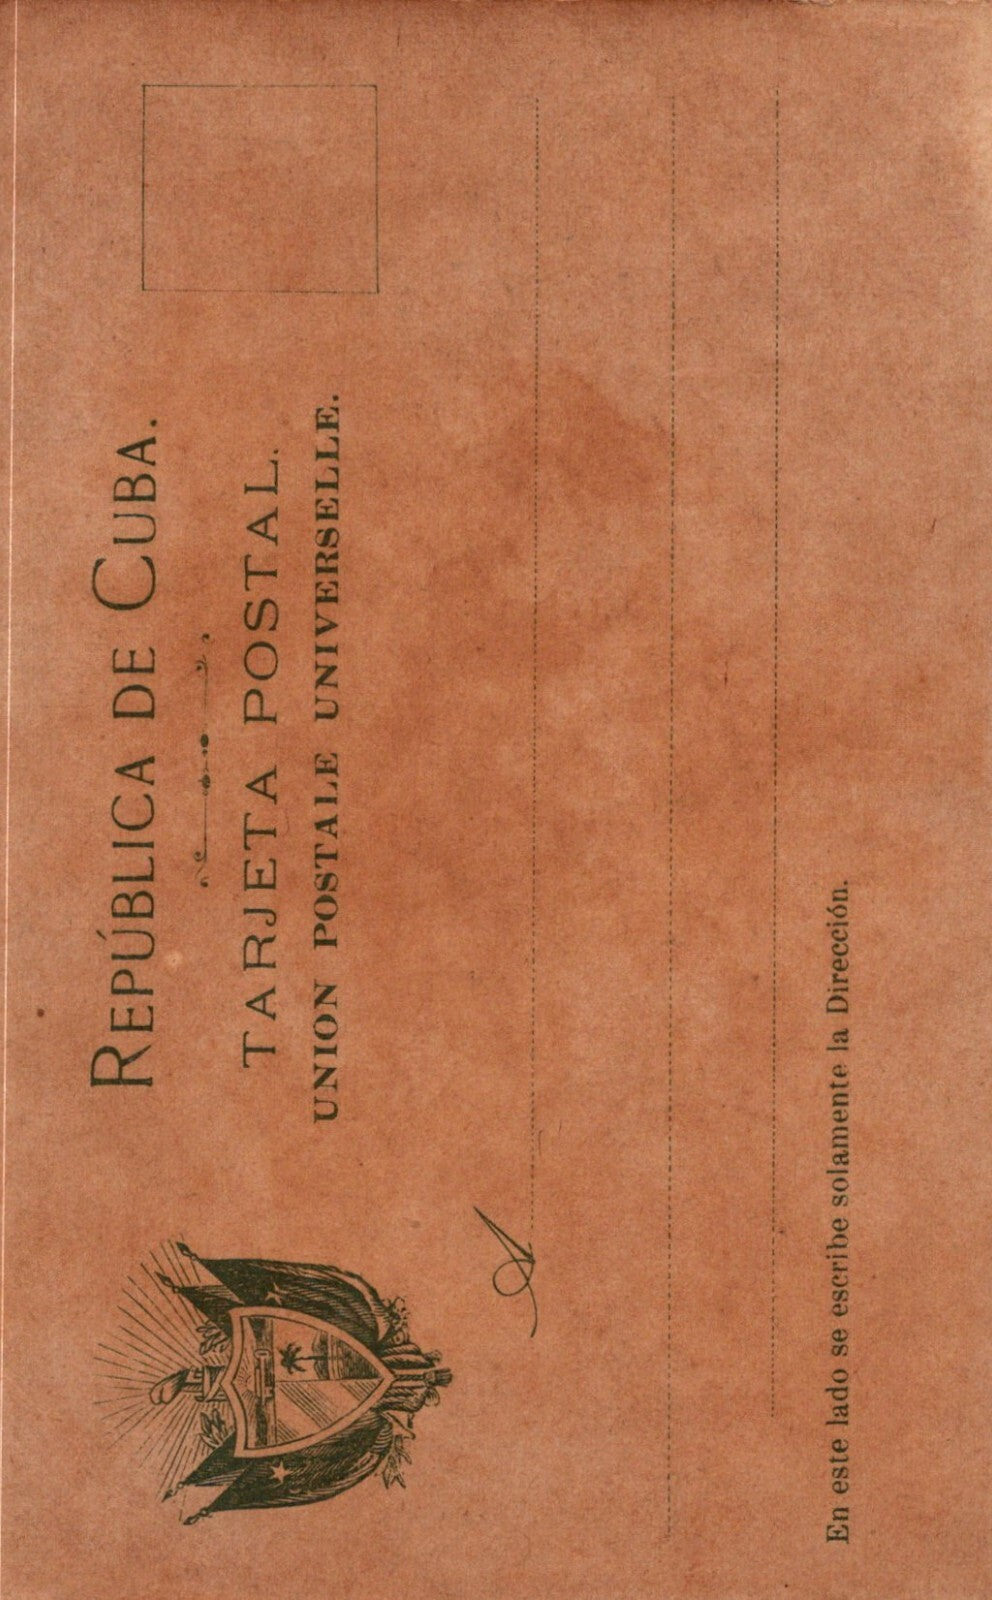 REPÚBLICA DE CUBA.
TARJETA POSTAL.
UNION POSTALE UNIVERSELLE.
A
En este lado se escribe solamente la Dirección.